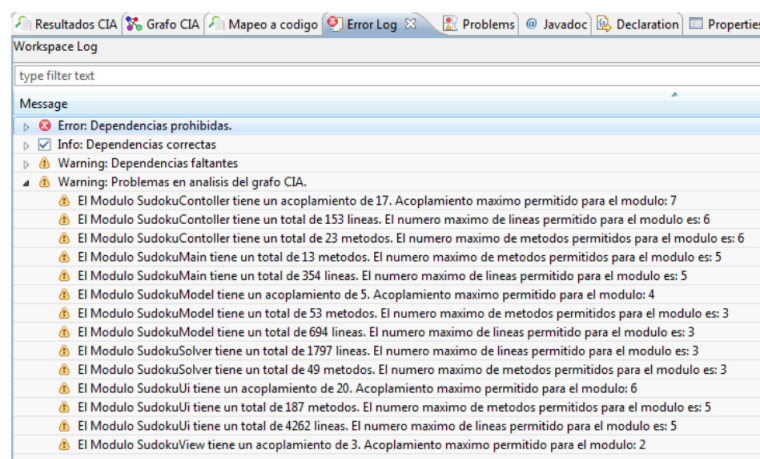 Resultados CIA Grafo CIA Mapeo a codigo Error Log Problems @ Javadoc Declaration Properties
Workspace Log
type filter text
Message
Error: Dependencias prohibidas.
Info: Dependencias correctas
Warning: Dependencias faltantes
Warning: Problemas en analisis del grafo CIA.
El Modulo SudokuContoller tiene un acoplamiento de 17. Acoplamiento maximo permitido para el modulo: 7
El Modulo SudokuContoller tiene un total de 153 lineas. El numero maximo de lineas permitido para el modulo es: 6
El Modulo SudokuContoller tiene un total de 23 metodos. El numero maximo de metodos permitidos para el modulo es: 6
El Modulo SudokuMain tiene un total de 13 metodos. El numero maximo de metodos permitidos para el modulo es: 5
El Modulo SudokuMain tiene un total de 354 lineas. El numero maximo de lineas permitido para el modulo es: 5
El Modulo SudokuModel tiene un acoplamiento de 5. Acoplamiento maximo permitido para el modulo: 4
El Modulo SudokuModel tiene un total de 53 metodos. El numero maximo de metodos permitidos para el modulo es: 3
El Modulo SudokuModel tiene un total de 694 lineas. El numero maximo de lineas permitido para el modulo es: 3
El Modulo SudokuSolver tiene un total de 1797 lineas. El numero maximo de lineas permitido para el modulo es: 3
El Modulo SudokuSolver tiene un total de 49 metodos. El numero maximo de metodos permitidos para el modulo es: 3
El Modulo SudokuUi tiene un acoplamiento de 20. Acoplamiento maximo permitido para el modulo: 6
El Modulo SudokuUi tiene un total de 187 metodos. El numero maximo de metodos permitidos para el modulo es: 5
El Modulo SudokuUi tiene un total de 4262 lineas. El numero maximo de lineas permitido para el modulo es: 5
El Modulo SudokuView tiene un acoplamiento de 3. Acoplamiento maximo permitido para el modulo: 2